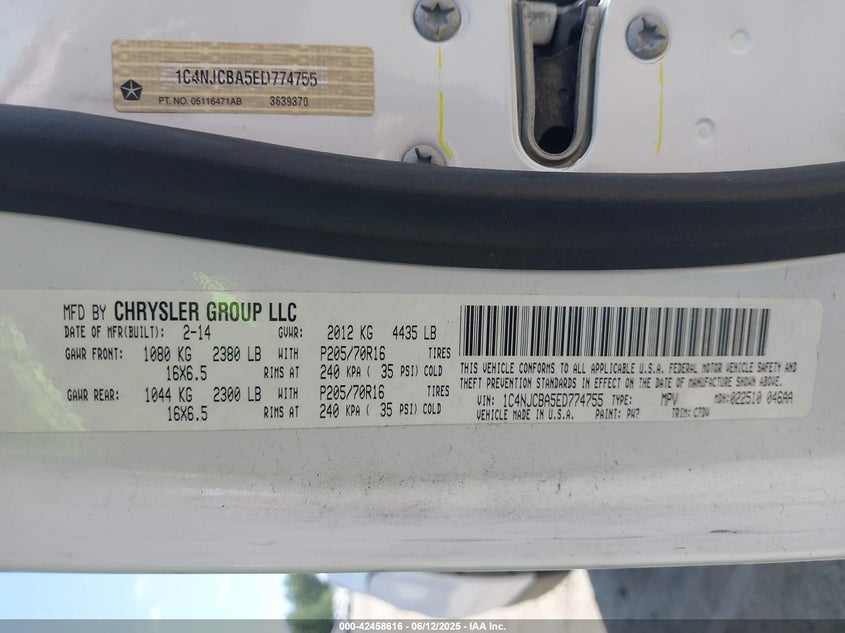 1C4NJCBA5ED774755
PT. NO. 05116471AB 3639370
MFD BY CHRYSLER GROUP LLC
DATE OF MFR(BUILT): 2-14 GVWR: 2012 KG 4435 LB
GAWR FRONT: 1080 KG 2380 LB WITH P205/70R16 TIRES
16X6.5 RIMS AT 240 KPA ( 35 PSI) COLD
GAWR REAR: 1044 KG 2300 LB WITH P205/70R16 TIRES
16X6.5 RIMS AT 240 KPA ( 35 PSI) COLD
THIS VEHICLE CONFORMS TO ALL APPLICABLE U.S.A. FEDERAL MOTOR VEHICLE SAFETY AND
THEFT PREVENTION STANDARDS IN EFFECT ON THE DATE OF MANUFACTURE SHOWN ABOVE.
VIN: 1C4NJCBA5ED774755 TYPE: MPV MDH:022510 046AA
VEHICLE MADE IN U.S.A. PAINT: PW7 TRIM: C7DV
000-42458616 - 06/12/2025 - IAA Inc.